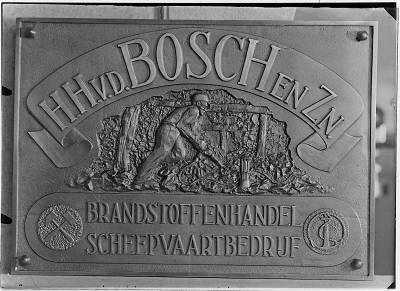 H.H.V.D. BOSCH EN ZN
BRANDSTOFFENHANDEL
SCHEEPVAARTBEDRIJF